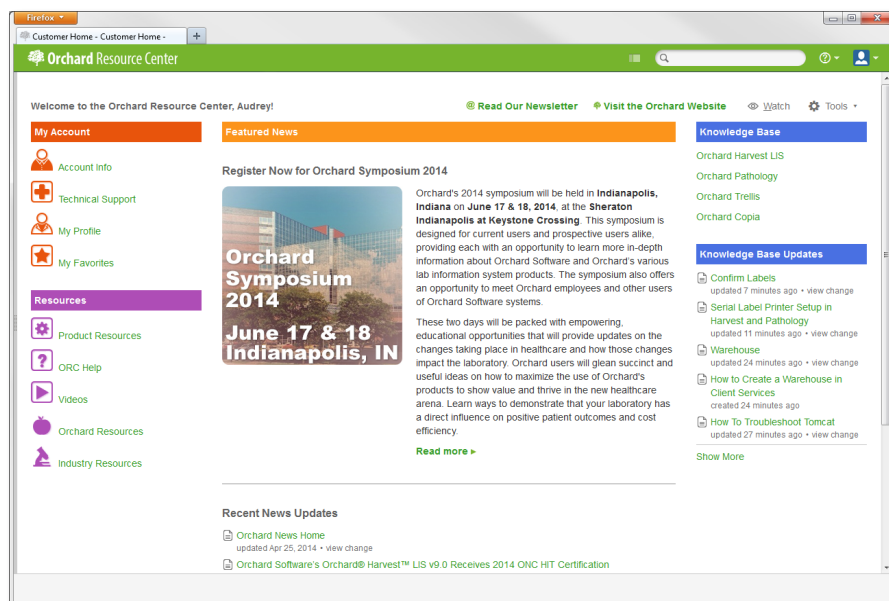 Firefox
Customer Home - Customer Home -
+
Orchard Resource Center
Welcome to the Orchard Resource Center, Audrey!
@ Read Our Newsletter
Visit the Orchard Website
Watch
Tools
My Account
Account Info
Technical Support
My Profile
My Favorites
Resources
Product Resources
? ORC Help
Videos
Orchard Resources
Industry Resources
Featured News
Register Now for Orchard Symposium 2014
Orchard
Symposium
2014
June 17 & 18
Indianapolis, IN
Orchard's 2014 symposium will be held in Indianapolis,
Indiana on June 17 & 18, 2014, at the Sheraton
Indianapolis at Keystone Crossing. This symposium is
designed for current users and prospective users alike,
providing each with an opportunity to learn more in-depth
information about Orchard Software and Orchard's various
lab information system products. The symposium also offers
an opportunity to meet Orchard employees and other users
of Orchard Software systems.
These two days will be packed with empowering,
educational opportunities that will provide updates on the
changes taking place in healthcare and how those changes
impact the laboratory. Orchard users will glean succinct and
useful ideas on how to maximize the use of Orchard's
products to show value and thrive in the new healthcare
arena. Learn ways to demonstrate that your laboratory has
a direct influence on positive patient outcomes and cost
efficiency.
Read more ▸
Recent News Updates
Orchard News Home
updated Apr 25, 2014 • view change
Orchard Software's Orchard® Harvest™ LIS v9.0 Receives 2014 ONC HIT Certification
Knowledge Base
Orchard Harvest LIS
Orchard Pathology
Orchard Trellis
Orchard Copia
Knowledge Base Updates
Confirm Labels
updated 7 minutes ago • view change
Serial Label Printer Setup in
Harvest and Pathology
updated 11 minutes ago • view change
Warehouse
updated 24 minutes ago • view change
How to Create a Warehouse in
Client Services
created 24 minutes ago
How To Troubleshoot Tomcat
updated 27 minutes ago • view change
Show More